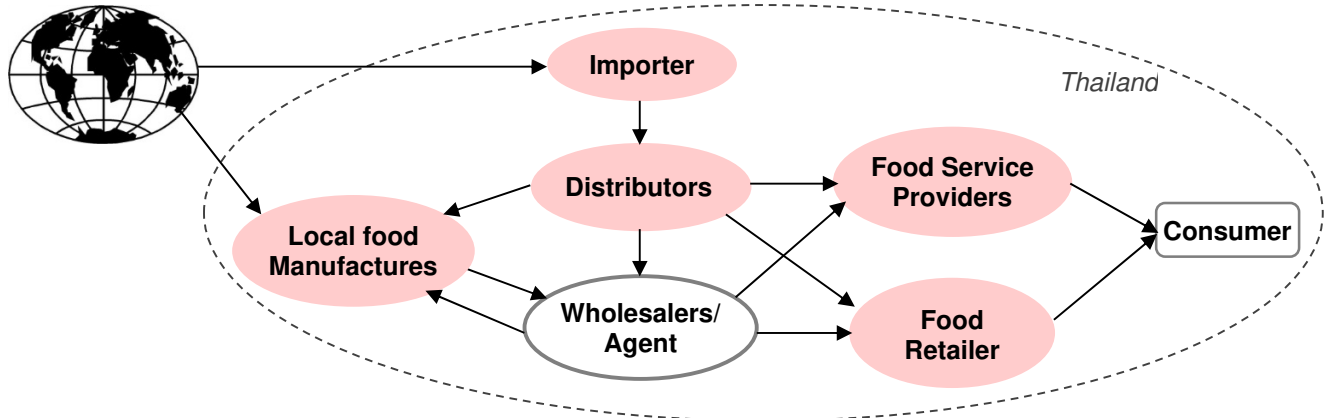 Importer
Thailand
Distributors
Food Service
Providers
Local food
Manufactures
Consumer
Wholesalers/
Agent
Food
Retailer